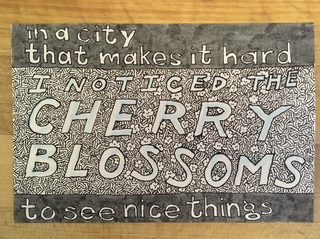 in a city
that makes it hard
I NOTICED THE
CHERRY
BLOSSOMS
to see nice things